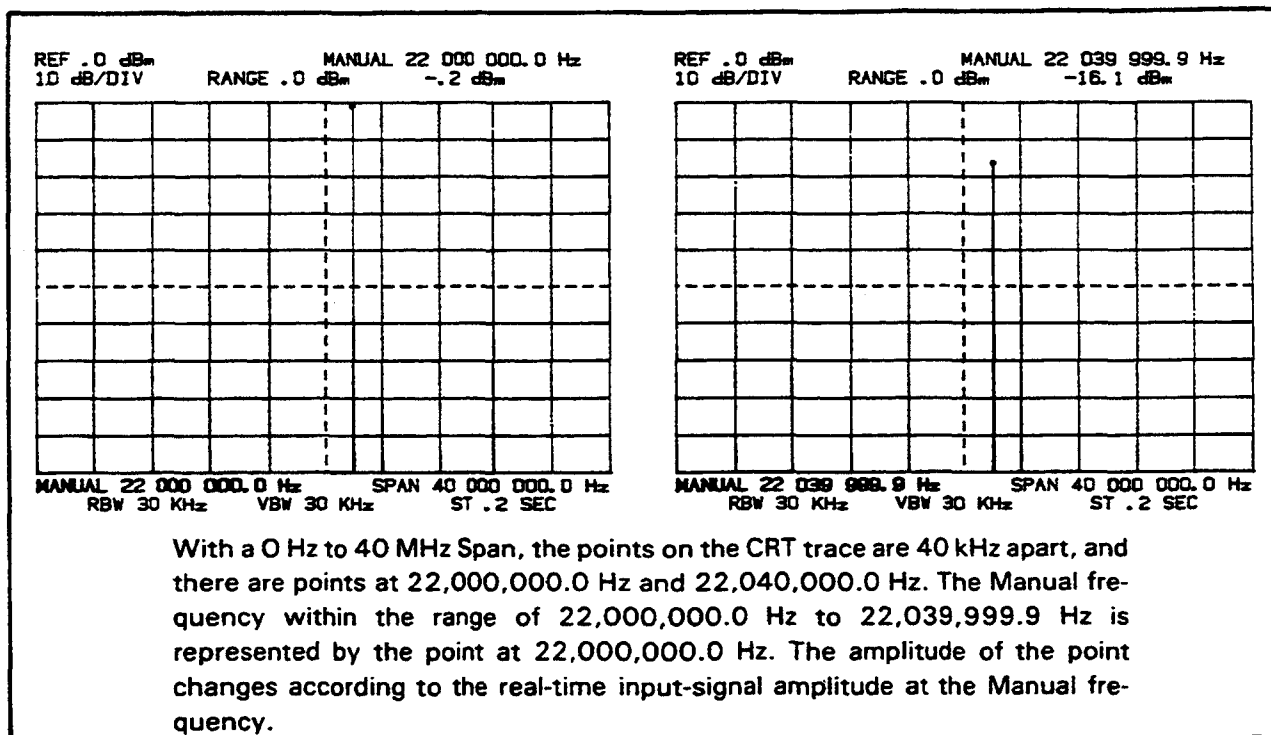 REF .0 dBm MANUAL 22 000 000.0 Hz
10 dB/DIV RANGE .0 dBm -.2 dBm
MANUAL 22 000 000.0 Hz SPAN 40 000 000.0 Hz
RBW 30 KHz VBW 30 KHz ST .2 SEC
REF .0 dBm MANUAL 22 039 999.9 Hz
10 dB/DIV RANGE .0 dBm -16.1 dBm
MANUAL 22 039 999.9 Hz SPAN 40 000 000.0 Hz
RBW 30 KHz VBW 30 KHz ST .2 SEC
With a 0 Hz to 40 MHz Span, the points on the CRT trace are 40 kHz apart, and
there are points at 22,000,000.0 Hz and 22,040,000.0 Hz. The Manual fre-
quency within the range of 22,000,000.0 Hz to 22,039,999.9 Hz is
represented by the point at 22,000,000.0 Hz. The amplitude of the point
changes according to the real-time input-signal amplitude at the Manual fre-
quency.